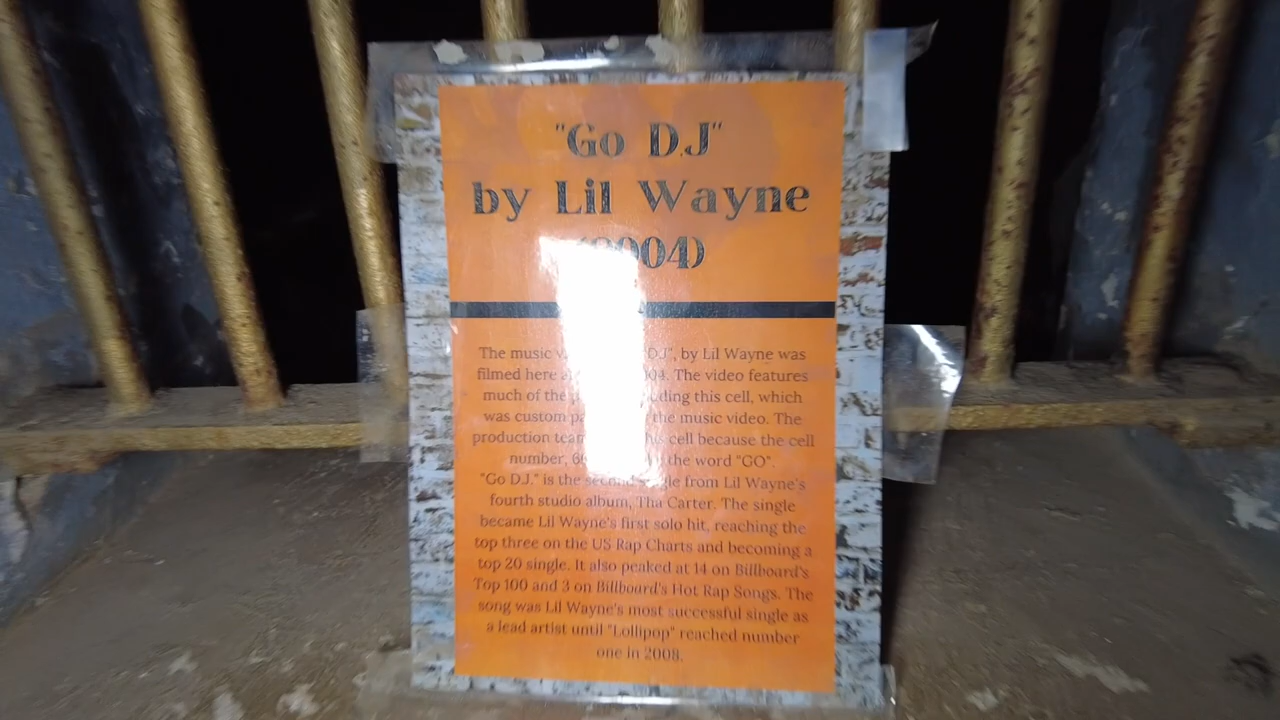 "Go DJ"
by Lil Wayne
(2004)
The music DJ", by Lil Wayne was
filmed here The video features
much of the this cell, which
was custom the music video. The
production team cell because the cell
number, the word "GO".
"Go DJ." is the second single from Lil Wayne's
fourth studio album, Tha Carter. The single
became Lil Wayne's first solo hit, reaching the
top three on the US Rap Charts and becoming a
top 20 single. It also peaked at 14 on Billboard's
Top 100 and 3 on Billboard's Hot Rap Songs. The
song was Lil Wayne's most successful single as
a lead artist until "Lollipop" reached number
one in 2008.